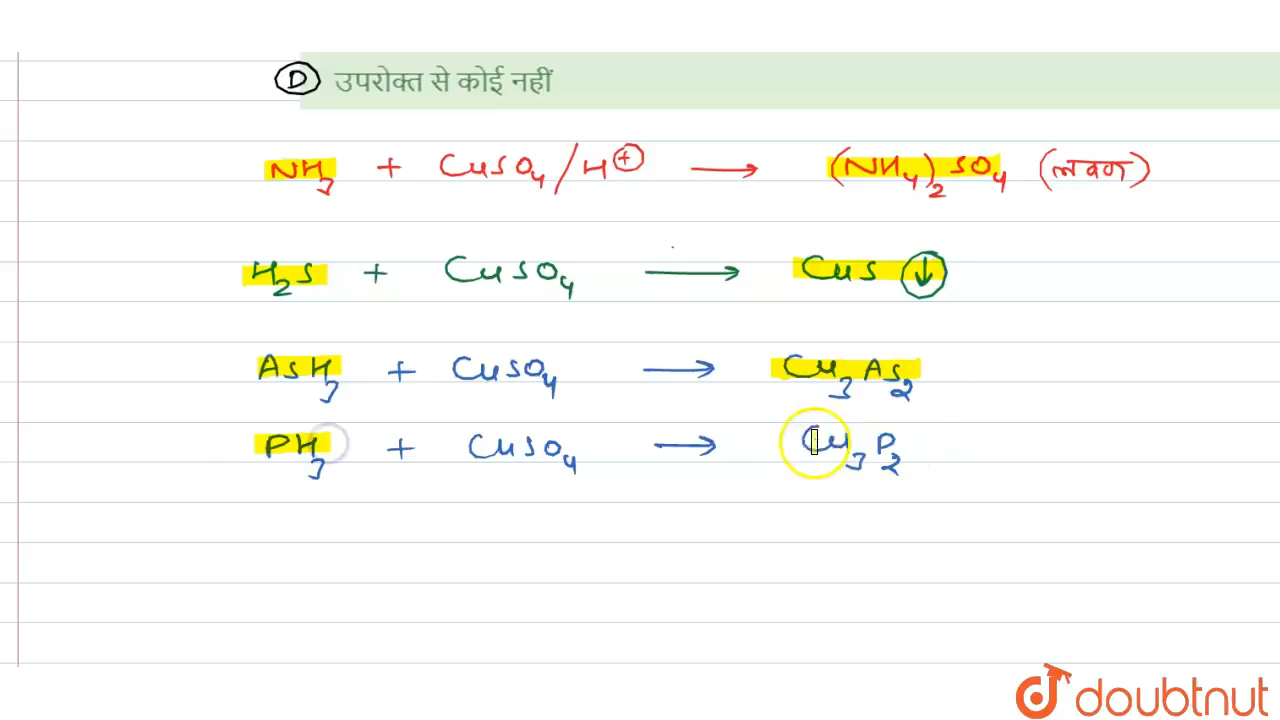 D उपरोक्त से कोई नहीं
NH₃ + CuSO₄/H⊕ ⟶ (NH₄)₂SO₄ (लवण)
H₂S + CuSO₄ ⟶ CuS ↓
AsH₃ + CuSO₄ ⟶ Cu₃As₂
PH₃ + CuSO₄ ⟶ Cu₃P₂
doubtnut